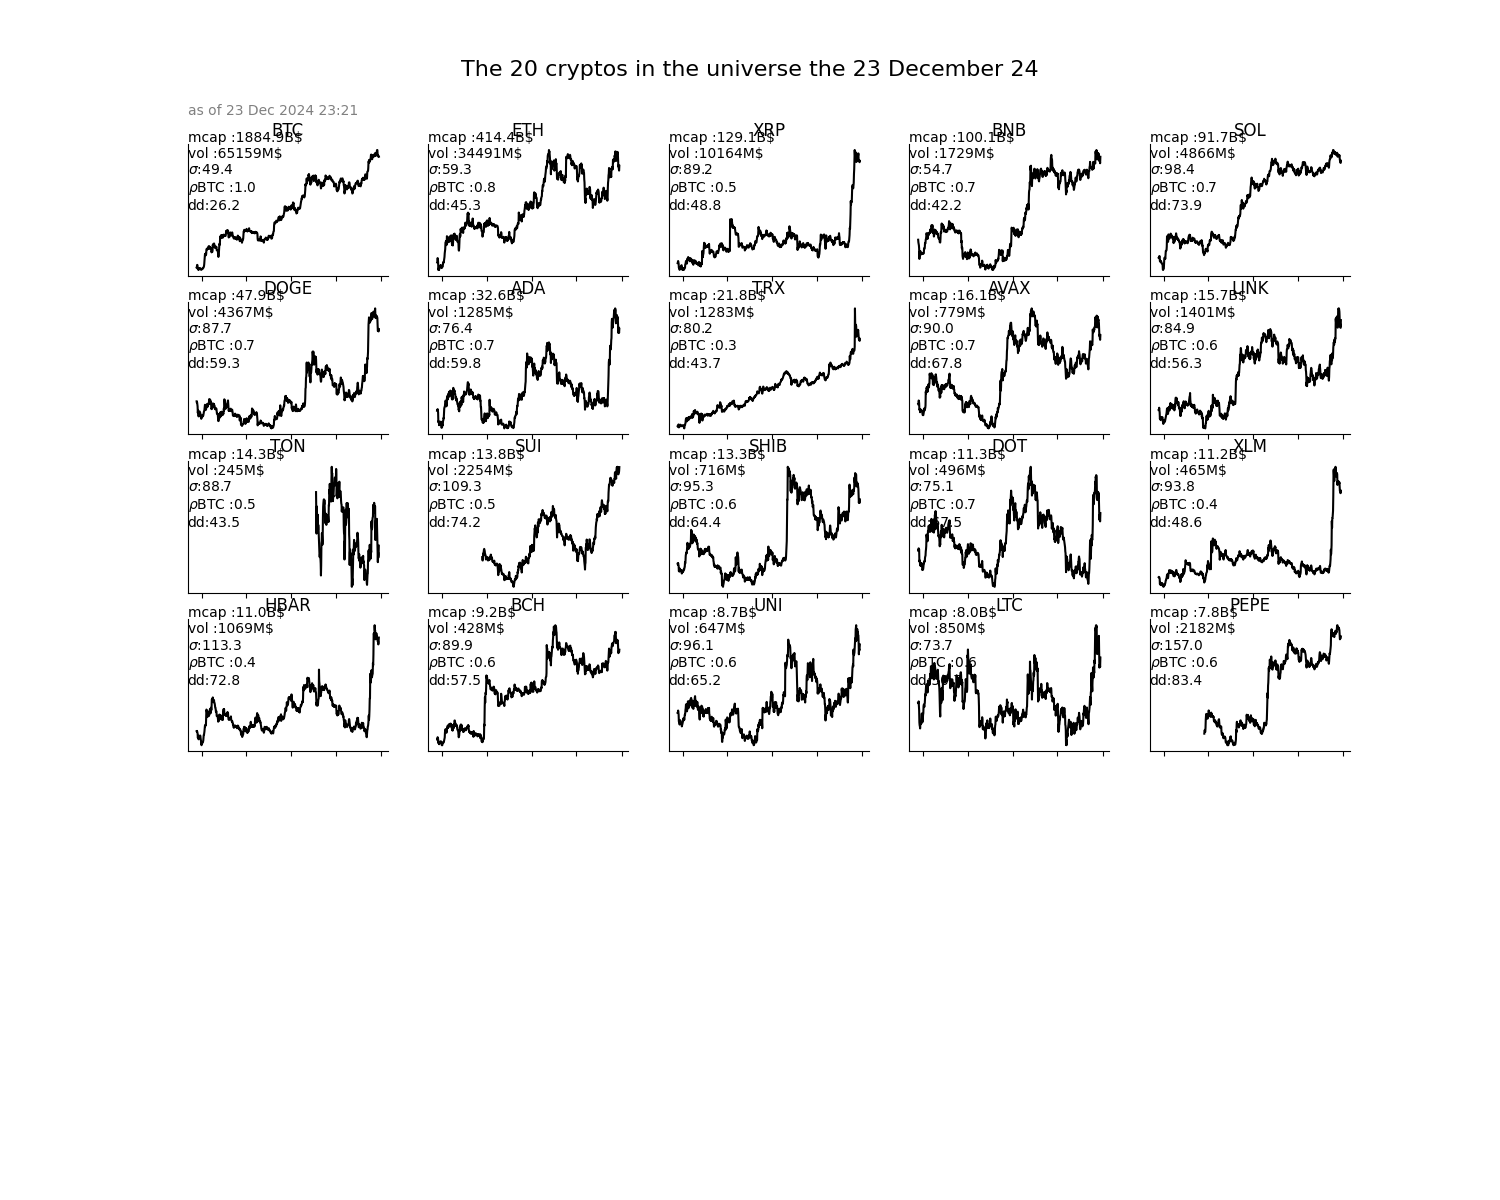 The 20 cryptos in the universe the 23 December 24
as of 23 Dec 2024 23:21
BTC
mcap :1884.9B$
vol :65159M$
σ:49.4
ρBTC :1.0
dd:26.2
ETH
mcap :414.4B$
vol :34491M$
σ:59.3
ρBTC :0.8
dd:45.3
XRP
mcap :129.1B$
vol :10164M$
σ:89.2
ρBTC :0.5
dd:48.8
BNB
mcap :100.1B$
vol :1729M$
σ:54.7
ρBTC :0.7
dd:42.2
SOL
mcap :91.7B$
vol :4866M$
σ:98.4
ρBTC :0.7
dd:73.9
DOGE
mcap :47.9B$
vol :4367M$
σ:87.7
ρBTC :0.7
dd:59.3
ADA
mcap :32.6B$
vol :1285M$
σ:76.4
ρBTC :0.7
dd:59.8
TRX
mcap :21.8B$
vol :1283M$
σ:80.2
ρBTC :0.3
dd:43.7
AVAX
mcap :16.1B$
vol :779M$
σ:90.0
ρBTC :0.7
dd:67.8
LINK
mcap :15.7B$
vol :1401M$
σ:84.9
ρBTC :0.6
dd:56.3
TON
mcap :14.3B$
vol :245M$
σ:88.7
ρBTC :0.5
dd:43.5
SUI
mcap :13.8B$
vol :2254M$
σ:109.3
ρBTC :0.5
dd:74.2
SHIB
mcap :13.3B$
vol :716M$
σ:95.3
ρBTC :0.6
dd:64.4
DOT
mcap :11.3B$
vol :496M$
σ:75.1
ρBTC :0.7
XLM
mcap :11.2B$
vol :465M$
σ:93.8
ρBTC :0.4
dd:48.6
HBAR
mcap :11.0B$
vol :1069M$
σ:113.3
ρBTC :0.4
dd:72.8
BCH
mcap :9.2B$
vol :428M$
σ:89.9
ρBTC :0.6
dd:57.5
UNI
mcap :8.7B$
vol :647M$
σ:96.1
ρBTC :0.6
dd:65.2
LTC
mcap :8.0B$
vol :850M$
σ:73.7
ρBTC :0.6
PEPE
mcap :7.8B$
vol :2182M$
σ:157.0
ρBTC :0.6
dd:83.4